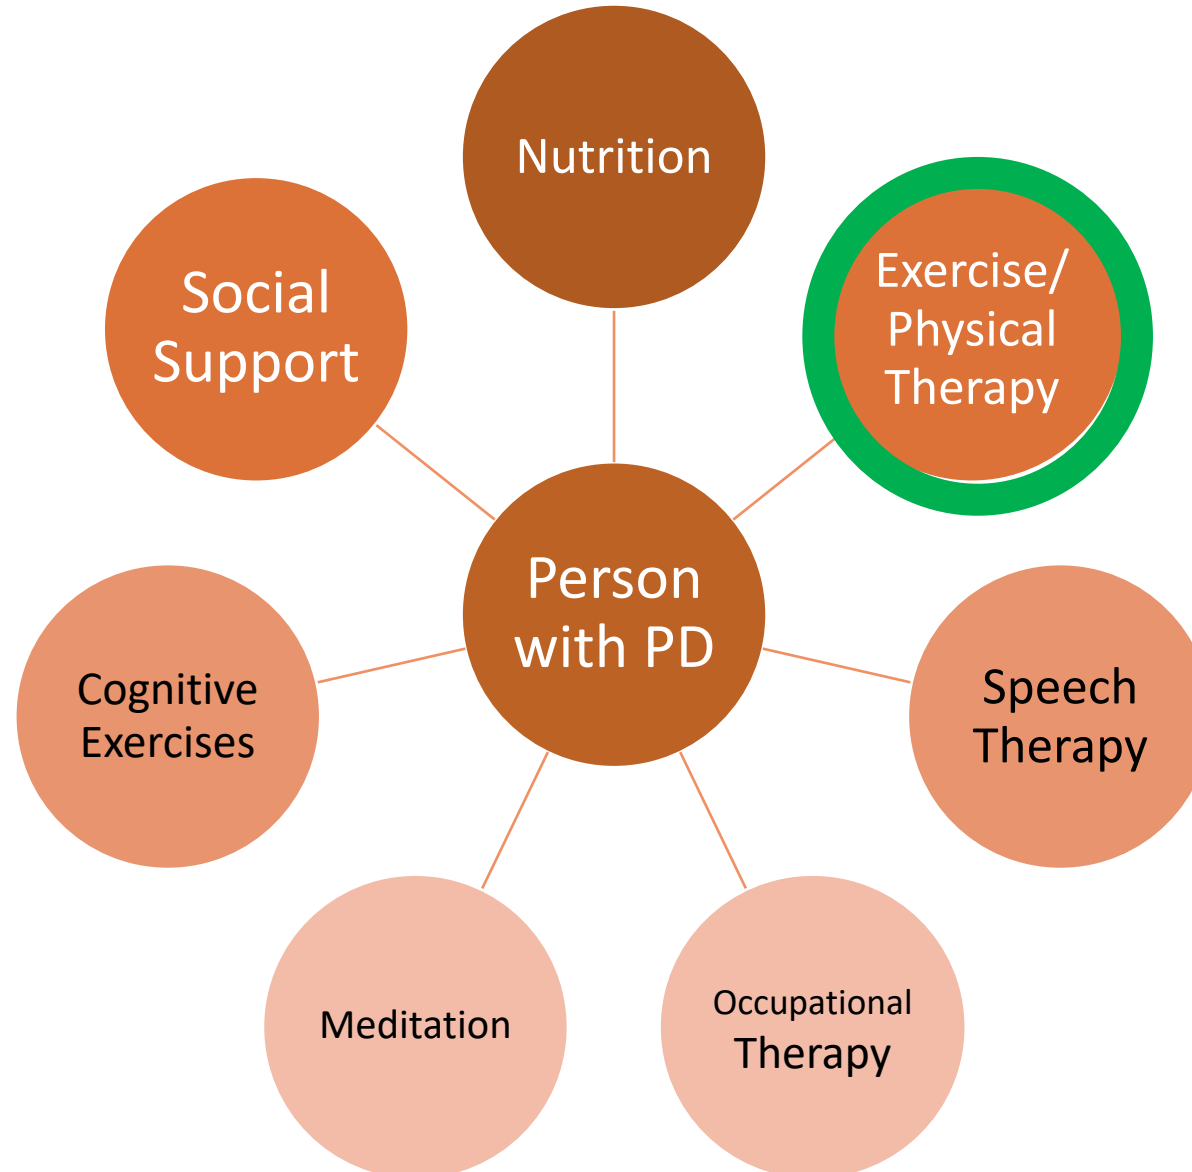 Nutrition
Exercise/
Physical
Therapy
Social
Support
Person
with PD
Cognitive
Exercises
Speech
Therapy
Meditation
Occupational
Therapy